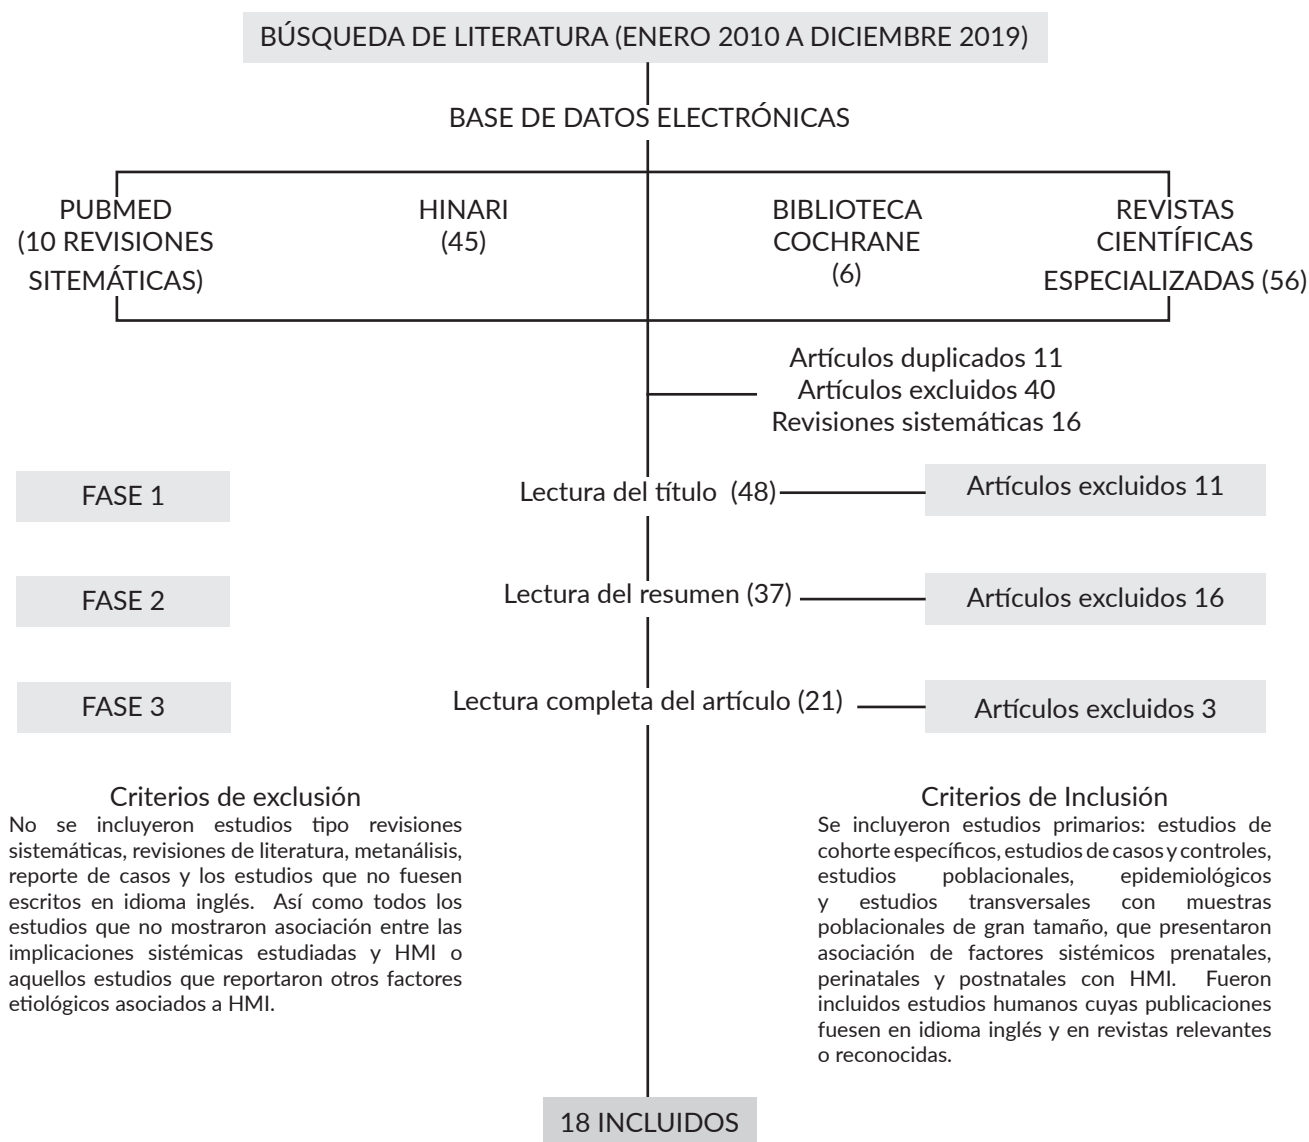 BÚSQUEDA DE LITERATURA (ENERO 2010 A DICIEMBRE 2019)
BASE DE DATOS ELECTRÓNICAS
PUBMED
(10 REVISIONES
SITEMÁTICAS)
HINARI
(45)
BIBLIOTECA
COCHRANE
(6)
REVISTAS
CIENTÍFICAS
ESPECIALIZADAS (56)
Artículos duplicados 11
Artículos excluidos 40
Revisiones sistemáticas 16
FASE 1
Lectura del título (48)
Artículos excluidos 11
FASE 2
Lectura del resumen (37)
Artículos excluidos 16
FASE 3
Lectura completa del artículo (21)
Artículos excluidos 3
Criterios de exclusión
No se incluyeron estudios tipo revisiones
sistemáticas, revisiones de literatura, metanálisis,
reporte de casos y los estudios que no fuesen
escritos en idioma inglés. Así como todos los
estudios que no mostraron asociación entre las
implicaciones sistémicas estudiadas y HMI o
aquellos estudios que reportaron otros factores
etiológicos asociados a HMI.
Criterios de Inclusión
Se incluyeron estudios primarios: estudios de
cohorte específicos, estudios de casos y controles,
estudios poblacionales, epidemiológicos
y estudios transversales con muestras
poblacionales de gran tamaño, que presentaron
asociación de factores sistémicos prenatales,
perinatales y postnatales con HMI. Fueron
incluidos estudios humanos cuyas publicaciones
fuesen en idioma inglés y en revistas relevantes
o reconocidas.
18 INCLUIDOS